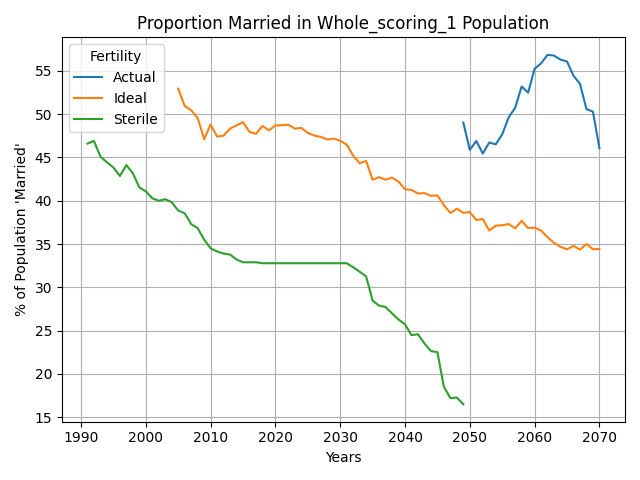 Proportion Married in Whole_scoring_1 Population
Fertility
Actual
Ideal
Sterile
% of Population 'Married'
55
50
45
40
35
30
25
20
15
1990 2000 2010 2020 2030 2040 2050 2060 2070
Years